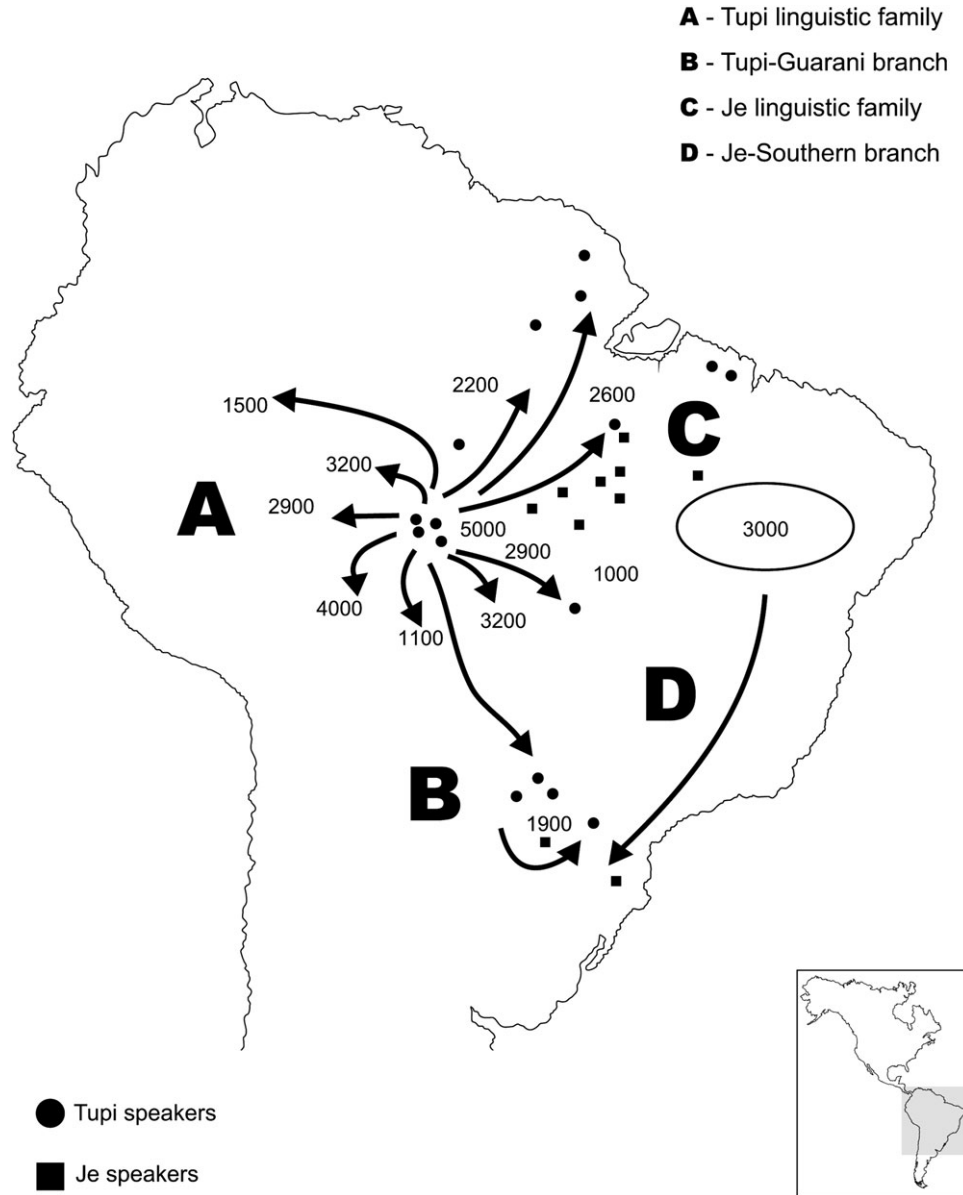 A - Tupi linguistic family
B - Tupi-Guarani branch
C - Je linguistic family
D - Je-Southern branch
2200
2600
1500
C
3200
A
2900
5000
3000
2900
1000
4000
3200
1100
D
B
1900
Tupi speakers
Je speakers